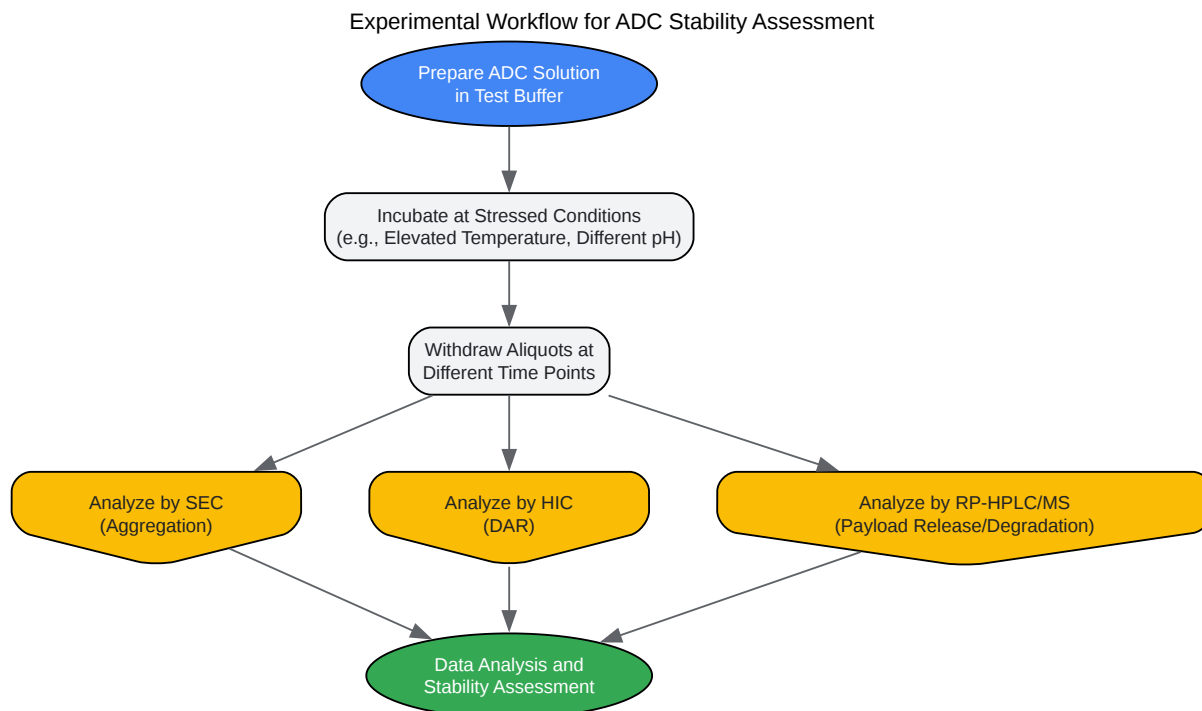 Experimental Workflow for ADC Stability Assessment
Prepare ADC Solution
in Test Buffer
Incubate at Stressed Conditions
(e.g., Elevated Temperature, Different pH)
Withdraw Aliquots at
Different Time Points
Analyze by SEC
(Aggregation)
Analyze by HIC
(DAR)
Analyze by RP-HPLC/MS
(Payload Release/Degradation)
Data Analysis and
Stability Assessment